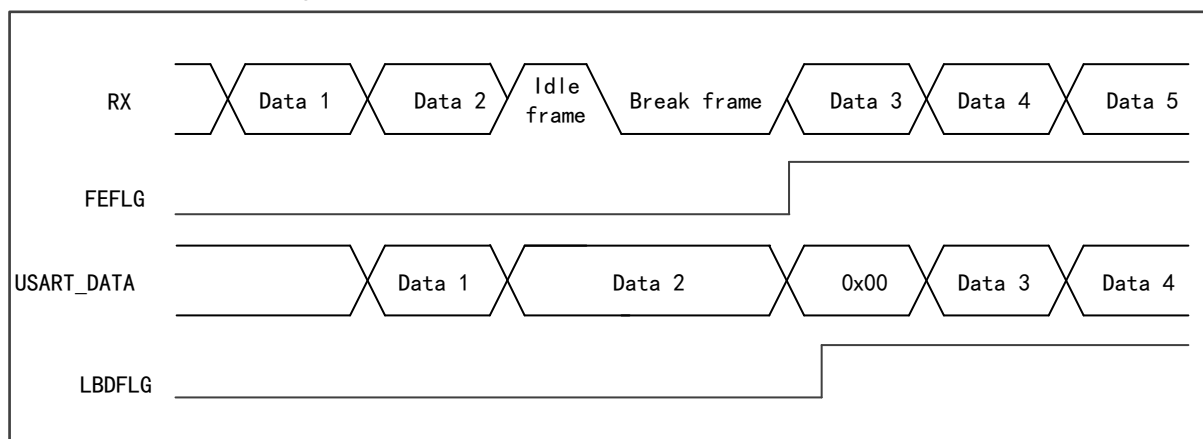 RX Data 1 Data 2 Idle frame Break frame Data 3 Data 4 Data 5
FEFLG
USART_DATA Data 1 Data 2 0x00 Data 3 Data 4
LBDFLG